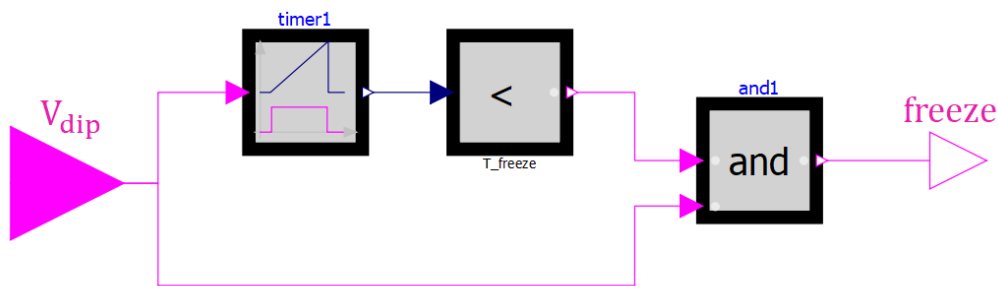 timer1
V_dip
<
T_freeze
and1
and
freeze